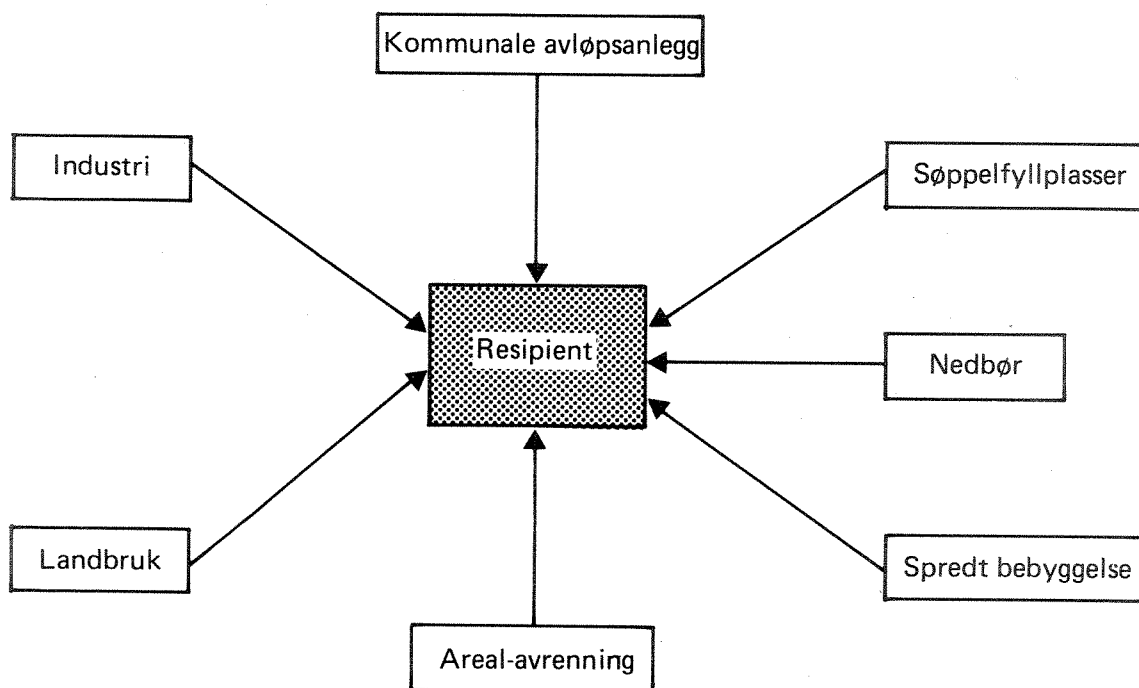 Kommunale avløpsanlegg
Industri
Søppelfyllplasser
Resipient
Nedbør
Landbruk
Spredt bebyggelse
Areal-avrenning